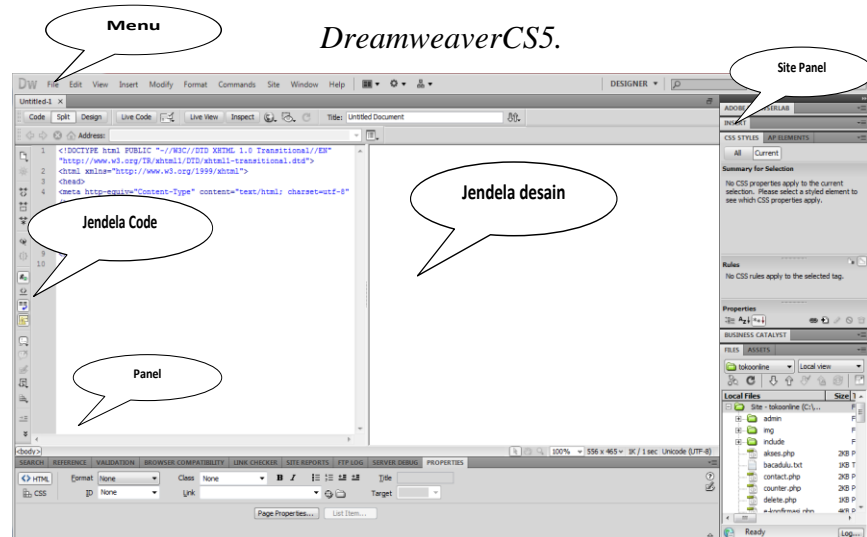 Menu
DreamweaverCS5.
Site Panel
DW File Edit View Insert Modify Format Commands Site Window Help DESIGNER
Untitled-1 ×
Code Split Design Live Code Live View Inspect Title: Untitled Document
Address:
1 <!DOCTYPE html PUBLIC "-//W3C//DTD XHTML 1.0 Transitional//EN"
"http://www.w3.org/TR/xhtml1/DTD/xhtml1-transitional.dtd">
2 <html xmlns="http://www.w3.org/1999/xhtml">
3 <head>
4 <meta http-equiv="Content-Type" content="text/html; charset=utf-8"
9
10
Jendela Code
Jendela desain
Panel
<body>
100% 556 x 465 1K / 1 sec Unicode (UTF-8)
SEARCH REFERENCE VALIDATION BROWSER COMPATIBILITY LINK CHECKER SITE REPORTS FTP LOG SERVER DEBUG PROPERTIES
<> HTML Format None Class None B I Title
CSS ID None Link Target
Page Properties... List Item...
ADOBE
INSERT
CSS STYLES AP ELEMENTS
All Current
Summary for Selection
No CSS properties apply to the current
selection. Please select a styled element to
see which CSS properties apply.
Rules
No CSS rules apply to the selected tag.
Properties
BUSINESS CATALYST
FILES ASSETS
tokoonline Local view
Local Files Size T
Site - tokoonline (C:\,... F
admin F
img F
include F
akses.php 2KB P
bacadulu.txt 1KB T
contact.php 2KB P
counter.php 2KB P
delete.php 1KB P
e-konfirmasi.php 4KB P
Ready Log...